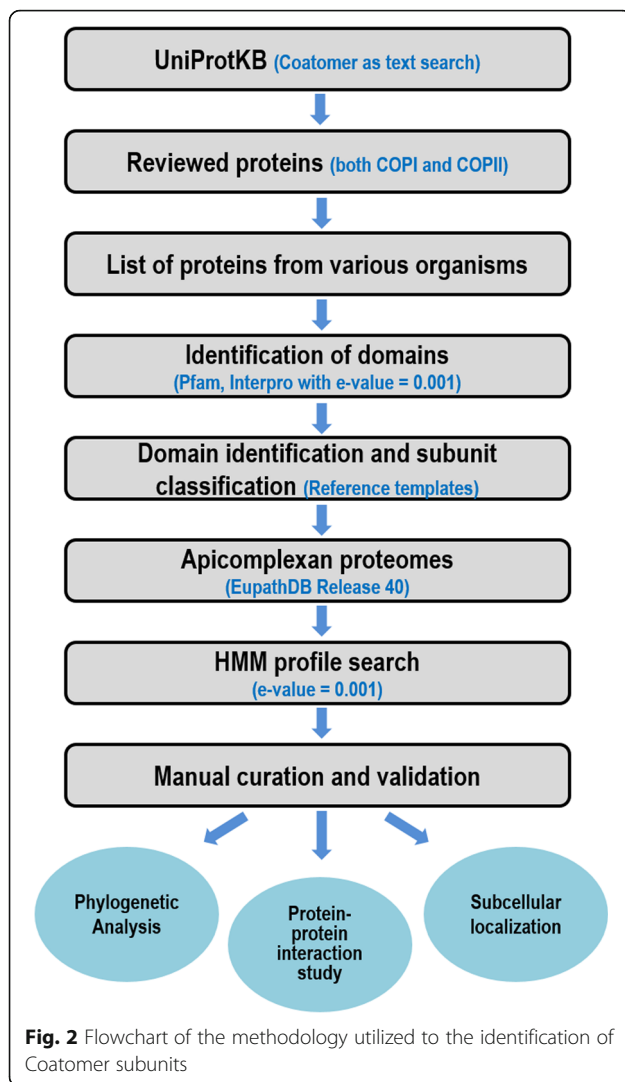 UniProtKB (Coatomer as text search)
Reviewed proteins (both COPI and COPII)
List of proteins from various organisms
Identification of domains
(Pfam, Interpro with e-value = 0.001)
Domain identification and subunit
classification (Reference templates)
Apicomplexan proteomes
(EupathDB Release 40)
HMM profile search
(e-value = 0.001)
Manual curation and validation
Phylogenetic
Analysis
Protein-
protein
interaction
study
Subcellular
localization
Fig. 2 Flowchart of the methodology utilized to the identification of
Coatomer subunits